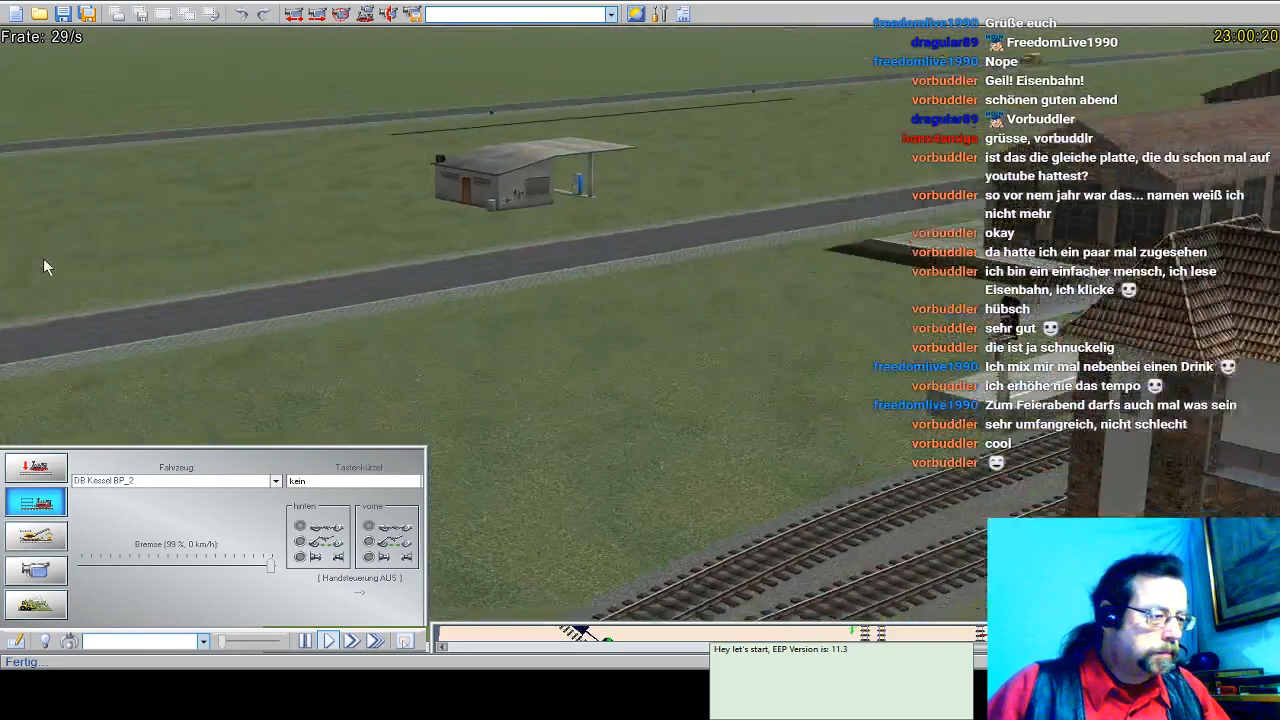 Frate: 29/s
23:00:20
freedomlive1990 Grüße euch
dragular89 FreedomLive1990
freedomlive1990 Nope
vorbuddler Geil! Eisenbahn!
vorbuddler schönen guten abend
dragular89 Vorbuddler
grüsse, vorbuddlr
vorbuddler ist das die gleiche platte, die du schon mal auf
youtube hattest?
vorbuddler so vor nem jahr war das... namen weiß ich
nicht mehr
vorbuddler okay
vorbuddler da hatte ich ein paar mal zugesehen
vorbuddler ich bin ein einfacher mensch, ich lese
Eisenbahn, ich klicke
vorbuddler hübsch
vorbuddler sehr gut
vorbuddler die ist ja schnuckelig
freedomlive1990 Ich mix mir mal nebenbei einen Drink
vorbuddler Ich erhöhe nie das tempo
freedomlive1990 Zum Feierabend darfs auch mal was sein
vorbuddler sehr umfangreich, nicht schlecht
vorbuddler cool
vorbuddler
Fahrzeug:
Tastenkürzel
DB Kessel BP_2
kein
hinten
vorne
Bremse (99 %, 0 km/h):
[ Handsteuerung AUS ]
--->
Fertig...
Hey let's start, EEP Version is: 11.3